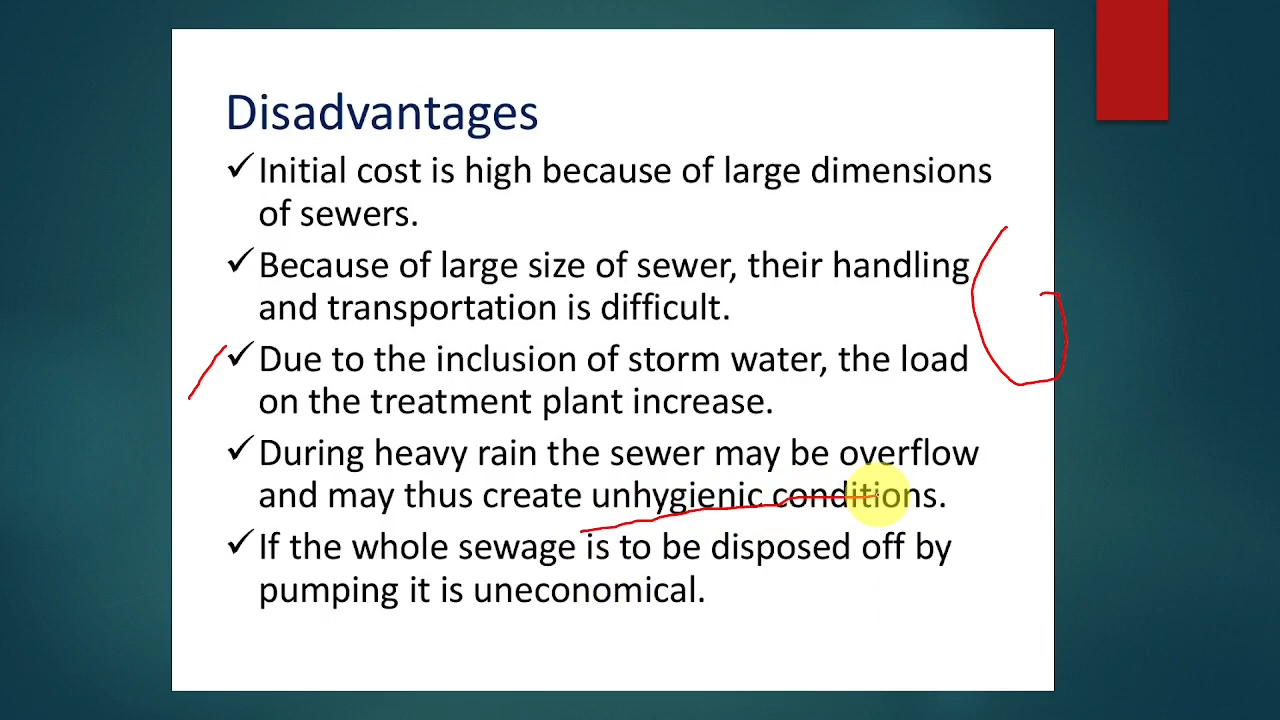 Disadvantages
✓Initial cost is high because of large dimensions
of sewers.
✓Because of large size of sewer, their handling
and transportation is difficult.
✓Due to the inclusion of storm water, the load
on the treatment plant increase.
✓During heavy rain the sewer may be overflow
and may thus create unhygienic conditions.
✓If the whole sewage is to be disposed off by
pumping it is uneconomical.